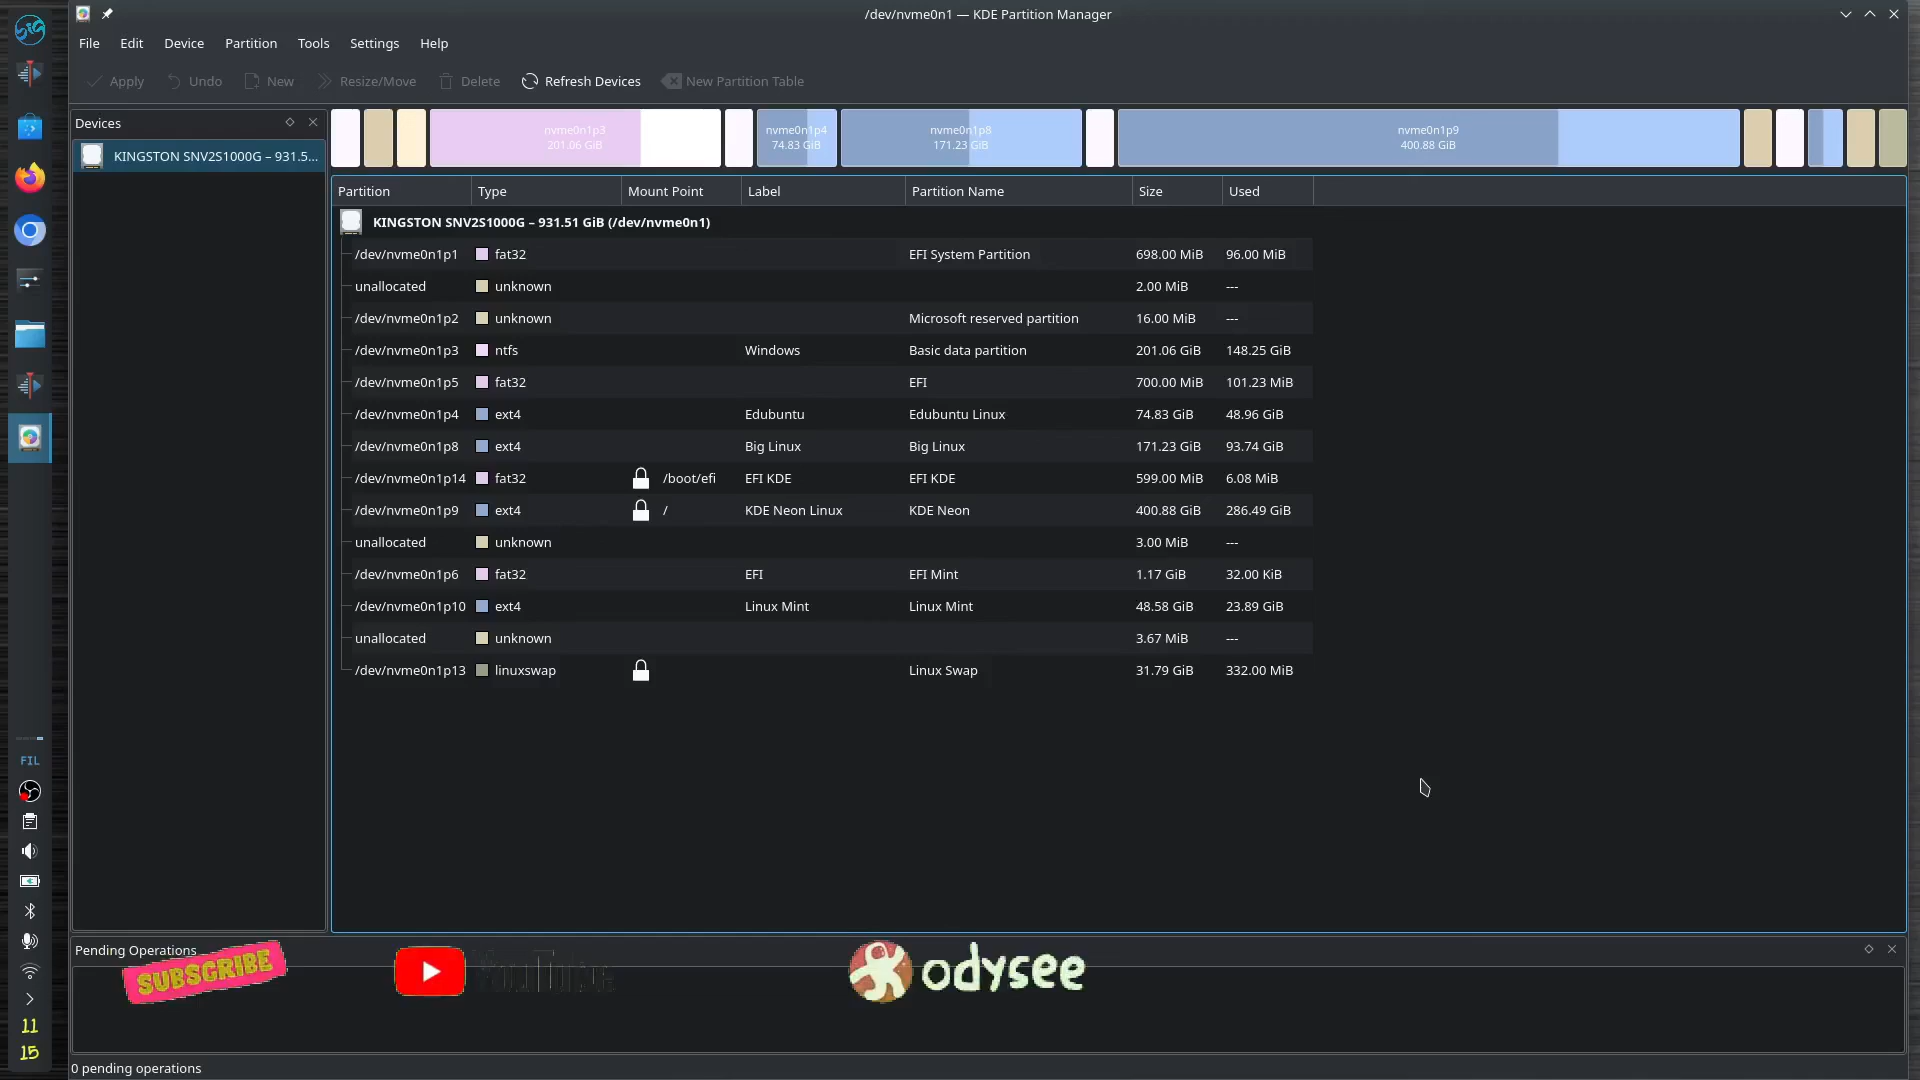 /dev/nvme0n1 — KDE Partition Manager
File Edit Device Partition Tools Settings Help
Apply Undo New Resize/Move Delete Refresh Devices New Partition Table
Devices
KINGSTON SNV2S1000G – 931.5...
nvme0n1p3 nvme0n1p4 nvme0n1p8 nvme0n1p9
201.06 GiB 74.83 GiB 171.23 GiB 400.88 GiB
Partition Type Mount Point Label Partition Name Size Used
KINGSTON SNV2S1000G – 931.51 GiB (/dev/nvme0n1)
/dev/nvme0n1p1 fat32 EFI System Partition 698.00 MiB 96.00 MiB
unallocated unknown 2.00 MiB ---
/dev/nvme0n1p2 unknown Microsoft reserved partition 16.00 MiB ---
/dev/nvme0n1p3 ntfs Windows Basic data partition 201.06 GiB 148.25 GiB
/dev/nvme0n1p5 fat32 EFI 700.00 MiB 101.23 MiB
/dev/nvme0n1p4 ext4 Edubuntu Edubuntu Linux 74.83 GiB 48.96 GiB
/dev/nvme0n1p8 ext4 Big Linux Big Linux 171.23 GiB 93.74 GiB
/dev/nvme0n1p14 fat32 /boot/efi EFI KDE EFI KDE 599.00 MiB 6.08 MiB
/dev/nvme0n1p9 ext4 / KDE Neon Linux KDE Neon 400.88 GiB 286.49 GiB
unallocated unknown 3.00 MiB ---
/dev/nvme0n1p6 fat32 EFI EFI Mint 1.17 GiB 32.00 KiB
/dev/nvme0n1p10 ext4 Linux Mint Linux Mint 48.58 GiB 23.89 GiB
unallocated unknown 3.67 MiB ---
/dev/nvme0n1p13 linuxswap Linux Swap 31.79 GiB 332.00 MiB
FIL
11
15
Pending Operations
SUBSCRIBE YouTube odysee
0 pending operations